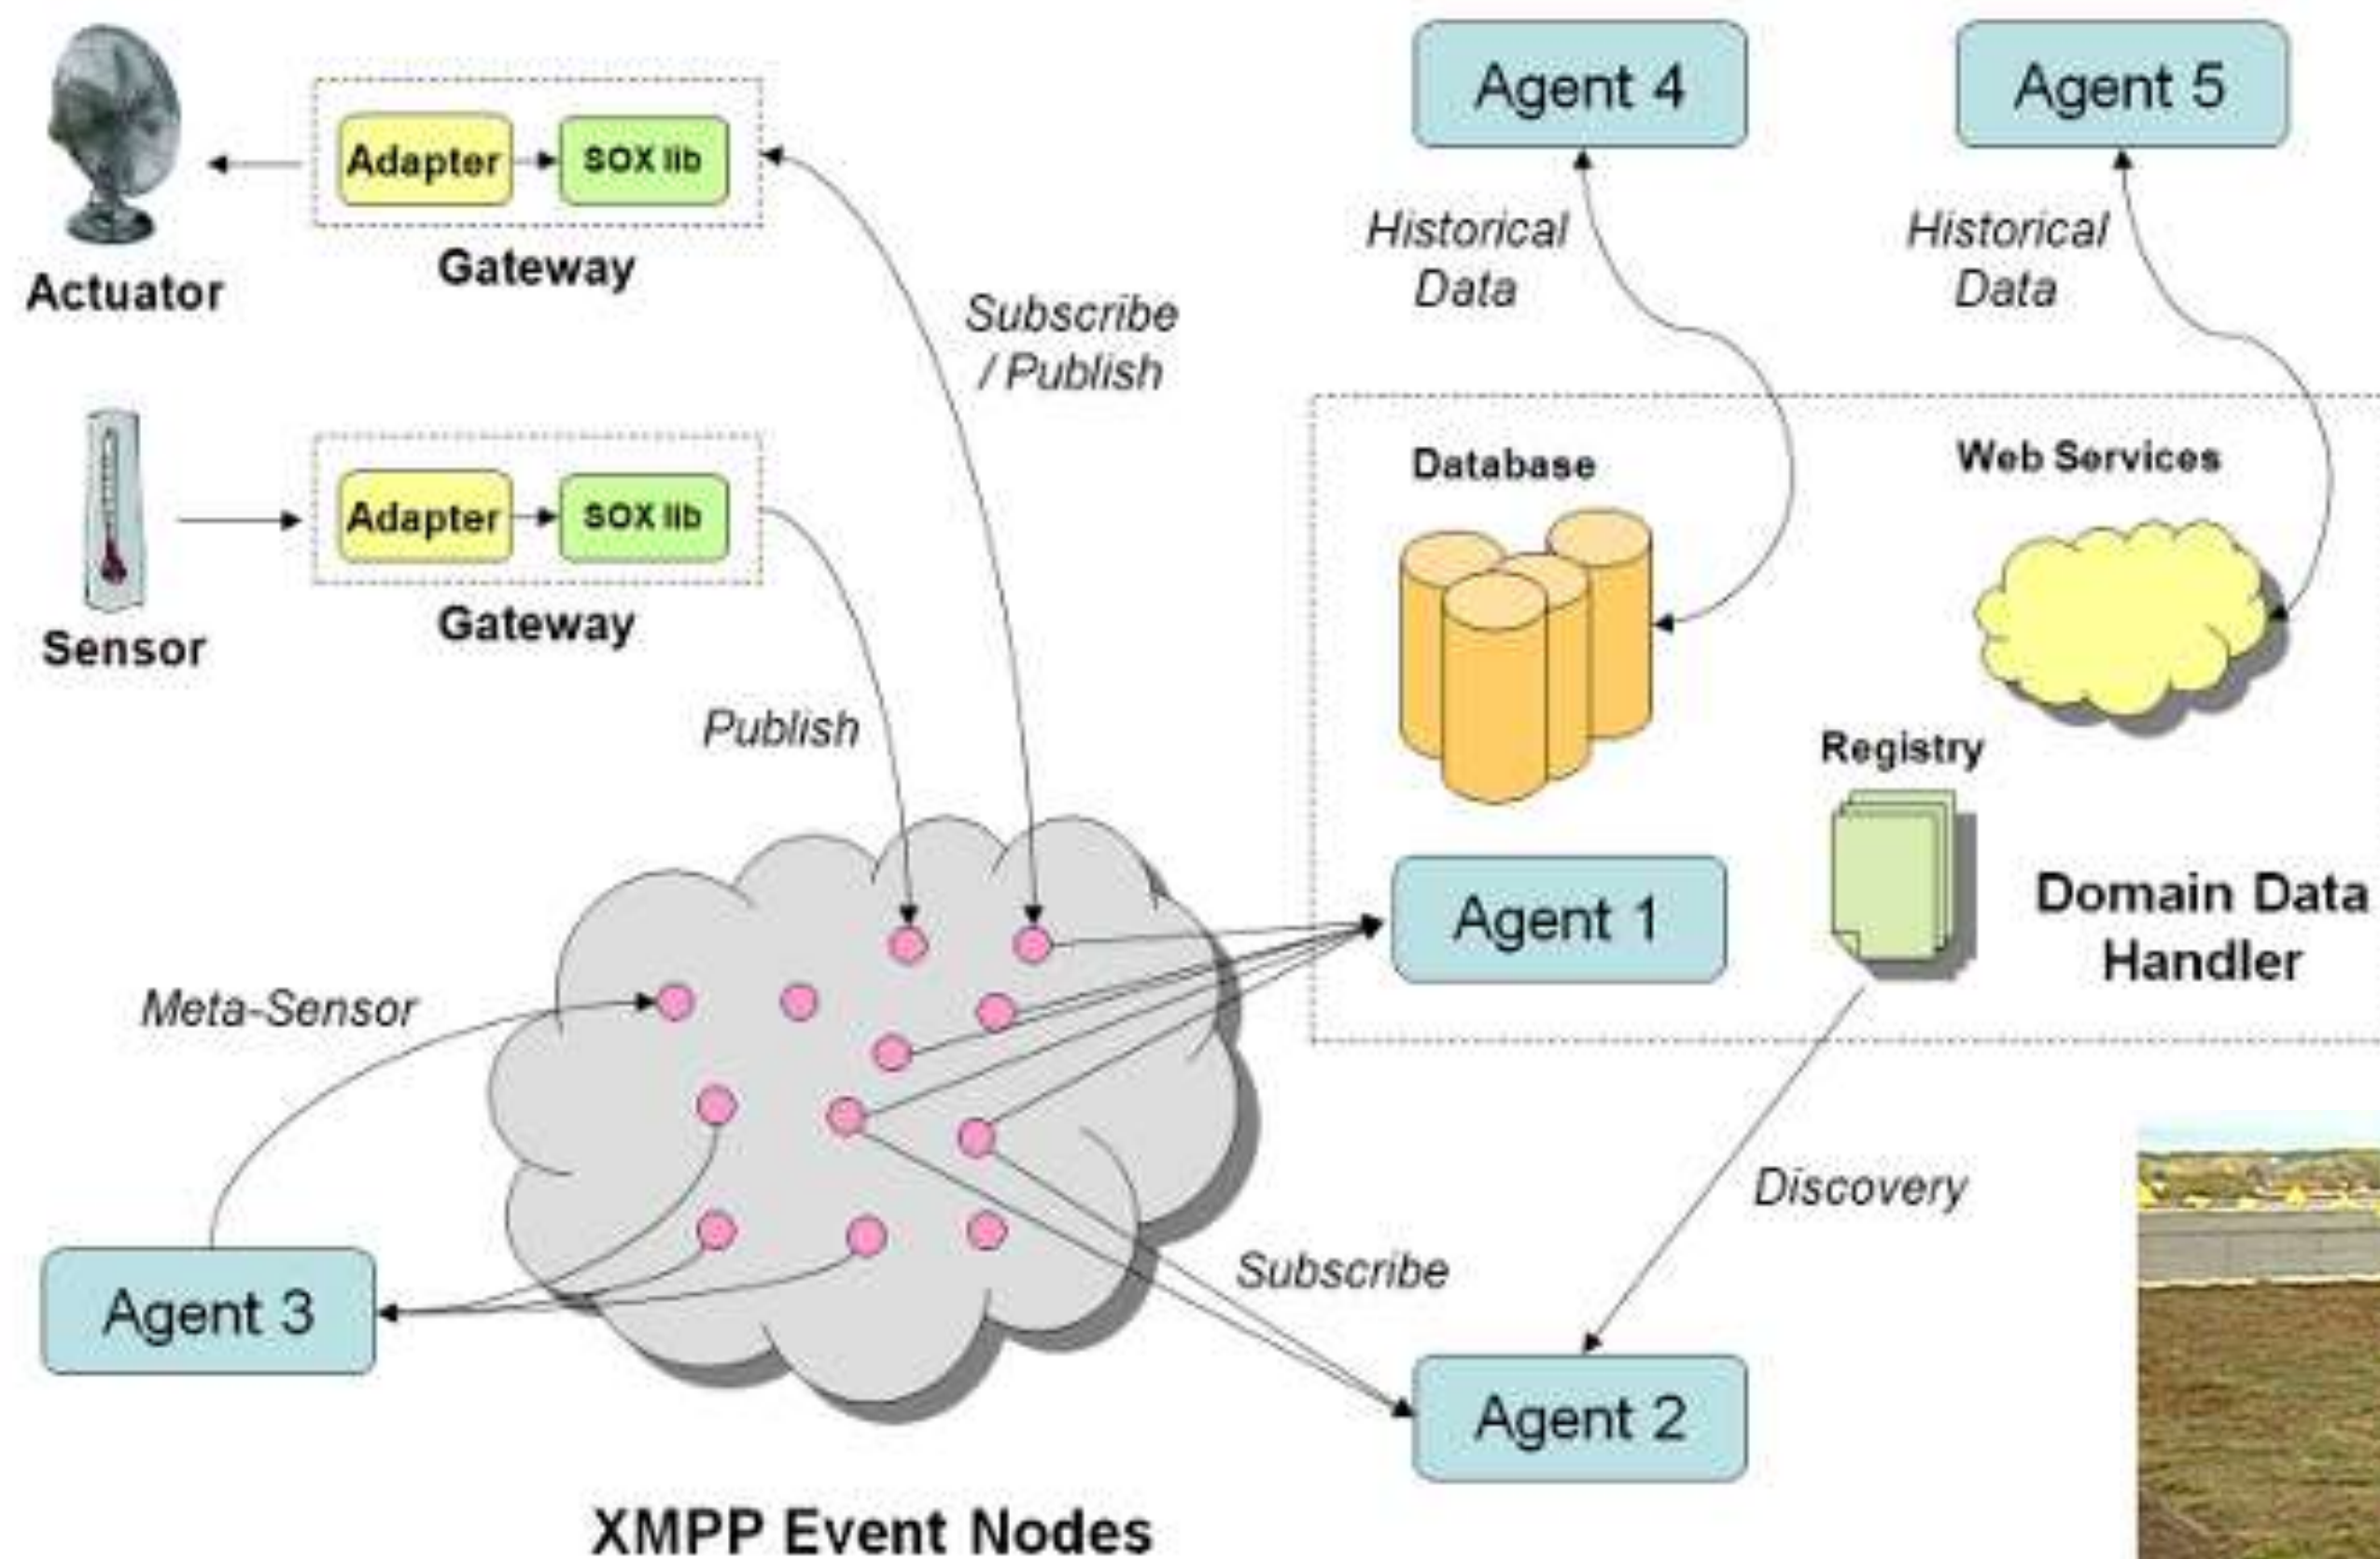 Agent 4
Agent 5
Adapter
SOX lib
Gateway
Actuator
Historical
Data
Historical
Data
Subscribe
/ Publish
Adapter
SOX lib
Gateway
Sensor
Database
Web Services
Publish
Registry
Agent 1
Domain Data
Handler
Meta-Sensor
Discovery
Subscribe
Agent 3
Agent 2
XMPP Event Nodes